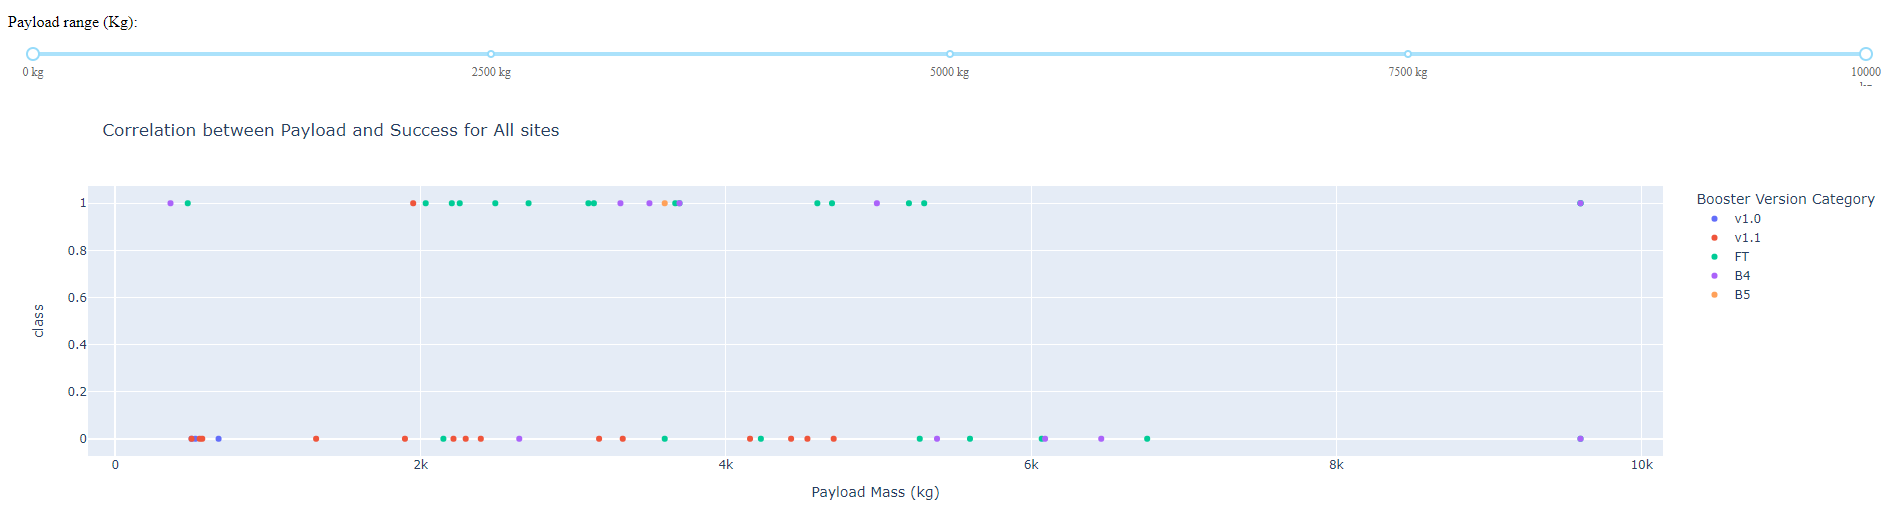 Payload range (Kg):
0 kg 2500 kg 5000 kg 7500 kg 10000
Correlation between Payload and Success for All sites
Booster Version Category
v1.0
v1.1
FT
B4
B5
class
1
0.8
0.6
0.4
0.2
0
0 2k 4k 6k 8k 10k
Payload Mass (kg)